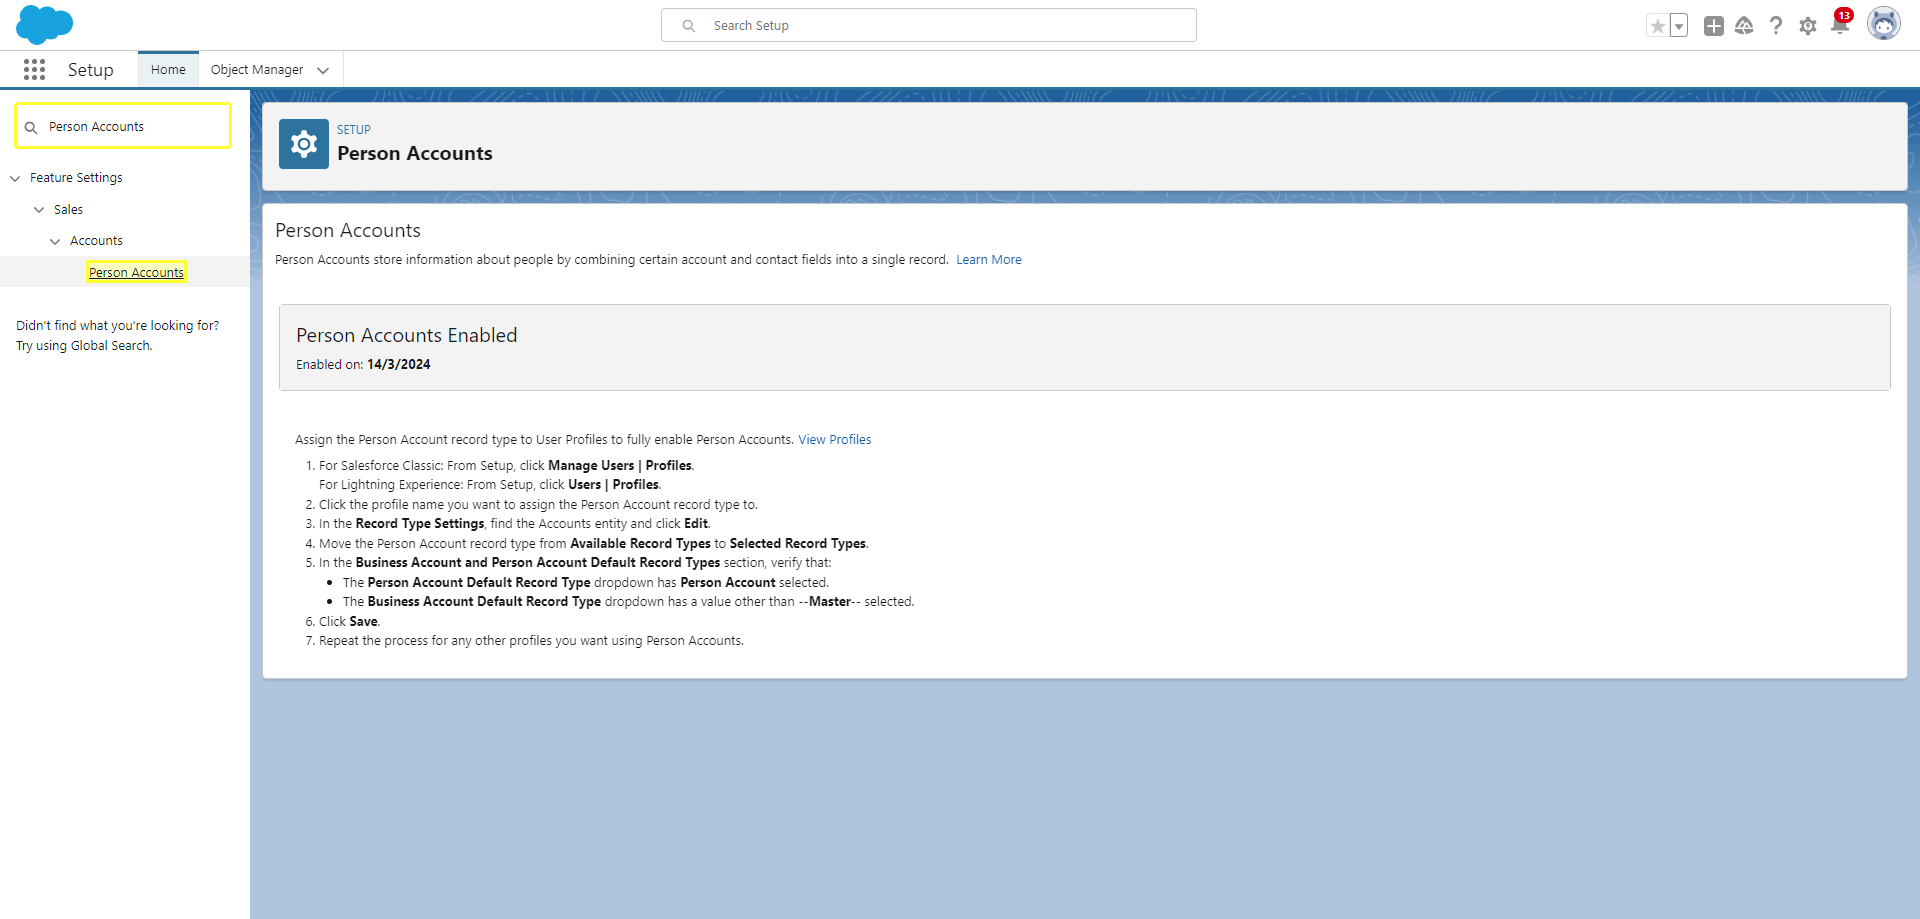 Search Setup
13
Setup
Home
Object Manager
Person Accounts
Feature Settings
Sales
Accounts
Person Accounts
Didn't find what you're looking for?
Try using Global Search.
SETUP
Person Accounts
Person Accounts
Person Accounts store information about people by combining certain account and contact fields into a single record. Learn More
Person Accounts Enabled
Enabled on: 14/3/2024
Assign the Person Account record type to User Profiles to fully enable Person Accounts. View Profiles
1. For Salesforce Classic: From Setup, click Manage Users | Profiles.
For Lightning Experience: From Setup, click Users | Profiles.
2. Click the profile name you want to assign the Person Account record type to.
3. In the Record Type Settings, find the Accounts entity and click Edit.
4. Move the Person Account record type from Available Record Types to Selected Record Types.
5. In the Business Account and Person Account Default Record Types section, verify that:
• The Person Account Default Record Type dropdown has Person Account selected.
• The Business Account Default Record Type dropdown has a value other than --Master-- selected.
6. Click Save.
7. Repeat the process for any other profiles you want using Person Accounts.